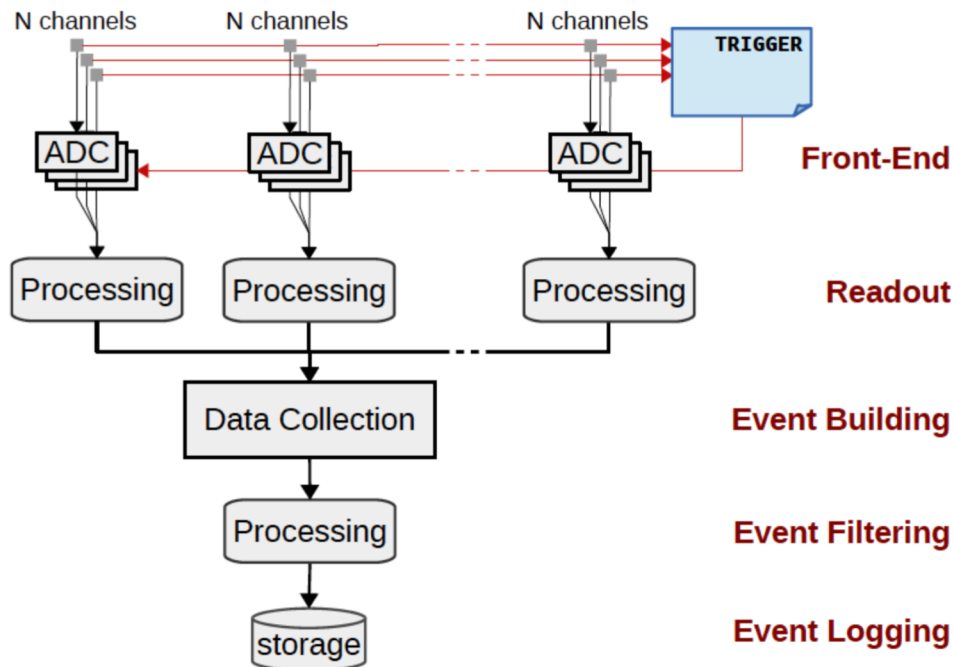 N channels
N channels
N channels
TRIGGER
ADC
ADC
ADC
Front-End
Processing
Processing
Processing
Readout
Data Collection
Event Building
Processing
Event Filtering
storage
Event Logging